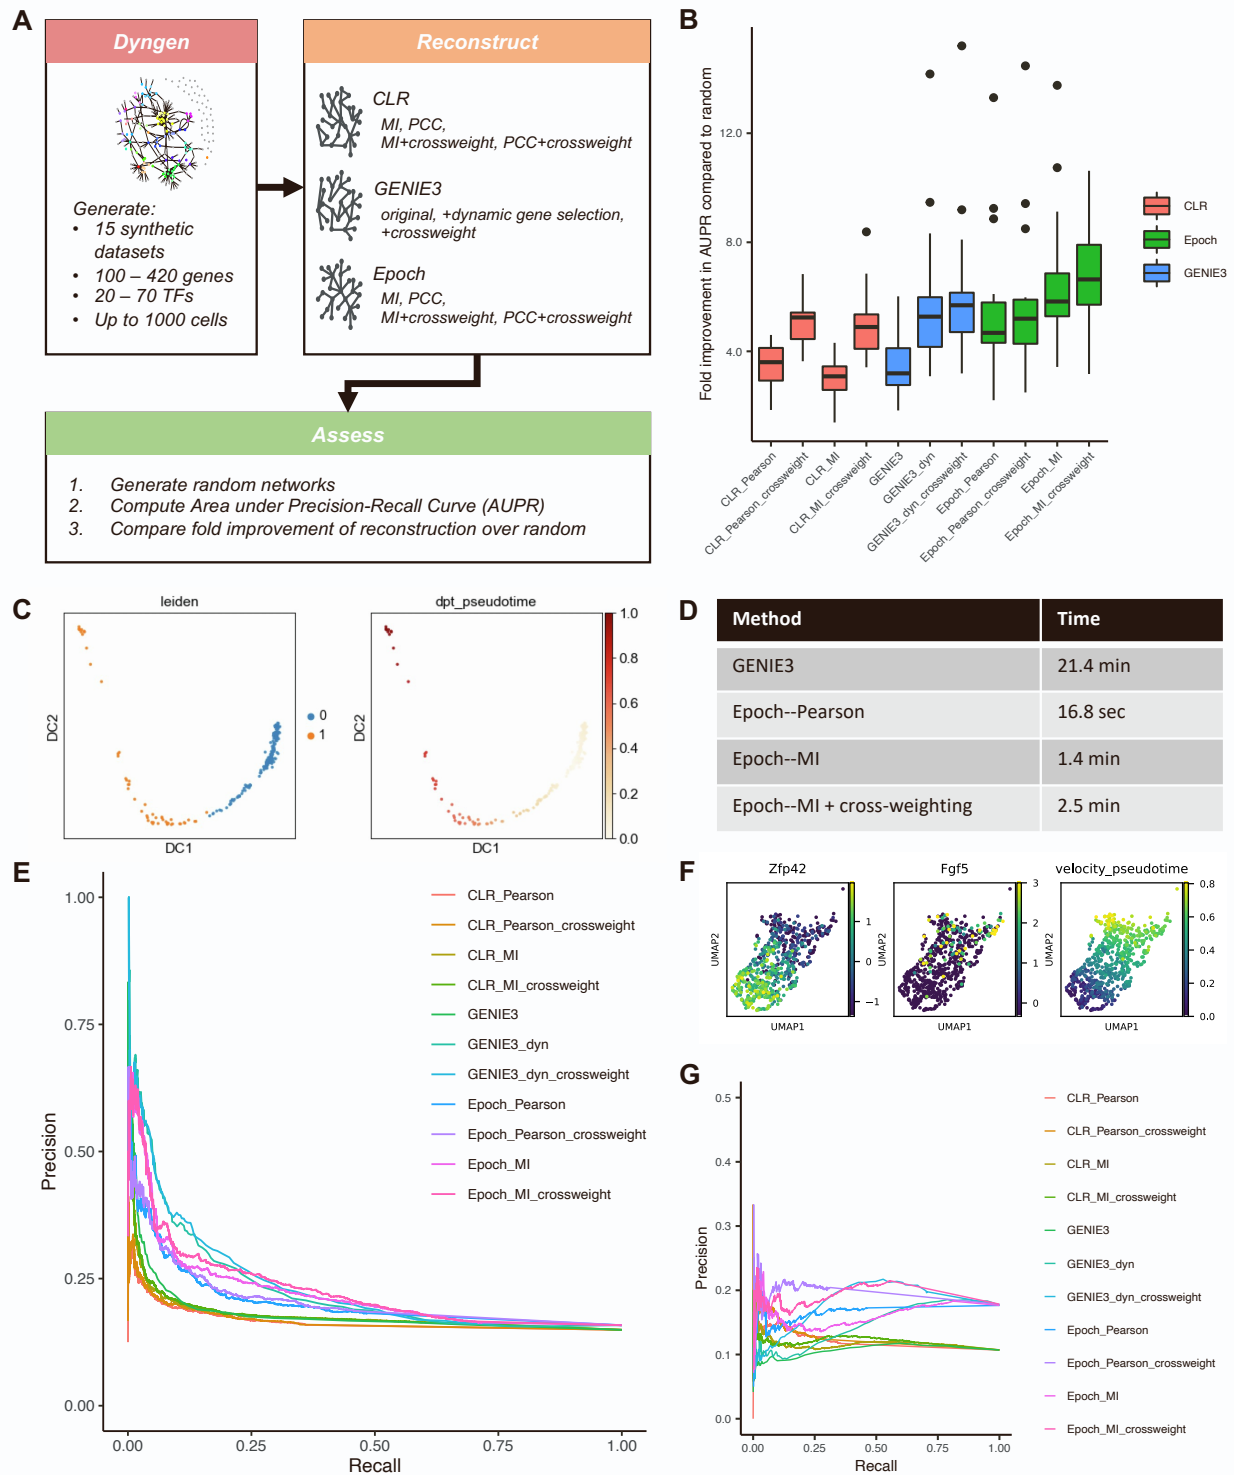 A
Dyngen
Generate:
• 15 synthetic
datasets
• 100 – 420 genes
• 20 – 70 TFs
• Up to 1000 cells
Reconstruct
CLR
MI, PCC,
MI+crossweight, PCC+crossweight
GENIE3
original, +dynamic gene selection,
+crossweight
Epoch
MI, PCC,
MI+crossweight, PCC+crossweight
Assess
1. Generate random networks
2. Compute Area under Precision-Recall Curve (AUPR)
3. Compare fold improvement of reconstruction over random
B
Fold improvement in AUPR compared to random
12.0
8.0
4.0
CLR_Pearson
CLR_Pearson_crossweight
CLR_MI
CLR_MI_crossweight
GENIE3
GENIE3_dyn
GENIE3_dyn_crossweight
Epoch_Pearson
Epoch_Pearson_crossweight
Epoch_MI
Epoch_MI_crossweight
CLR
Epoch
GENIE3
C
leiden
DC2
DC1
0
1
dpt_pseudotime
DC2
DC1
1.0
0.8
0.6
0.4
0.2
0.0
D
Method Time
GENIE3 21.4 min
Epoch--Pearson 16.8 sec
Epoch--MI 1.4 min
Epoch--MI + cross-weighting 2.5 min
E
Precision
1.00
0.75
0.50
0.25
0.00
0.00 0.25 0.50 0.75 1.00
Recall
CLR_Pearson
CLR_Pearson_crossweight
CLR_MI
CLR_MI_crossweight
GENIE3
GENIE3_dyn
GENIE3_dyn_crossweight
Epoch_Pearson
Epoch_Pearson_crossweight
Epoch_MI
Epoch_MI_crossweight
F
Zfp42
UMAP2
UMAP1
1
0
−1
Fgf5
UMAP2
UMAP1
3
2
1
0
velocity_pseudotime
UMAP2
UMAP1
0.8
0.6
0.4
0.2
0.0
G
Precision
0.5
0.4
0.3
0.2
0.1
0.0
0.00 0.25 0.50 0.75 1.00
Recall
CLR_Pearson
CLR_Pearson_crossweight
CLR_MI
CLR_MI_crossweight
GENIE3
GENIE3_dyn
GENIE3_dyn_crossweight
Epoch_Pearson
Epoch_Pearson_crossweight
Epoch_MI
Epoch_MI_crossweight